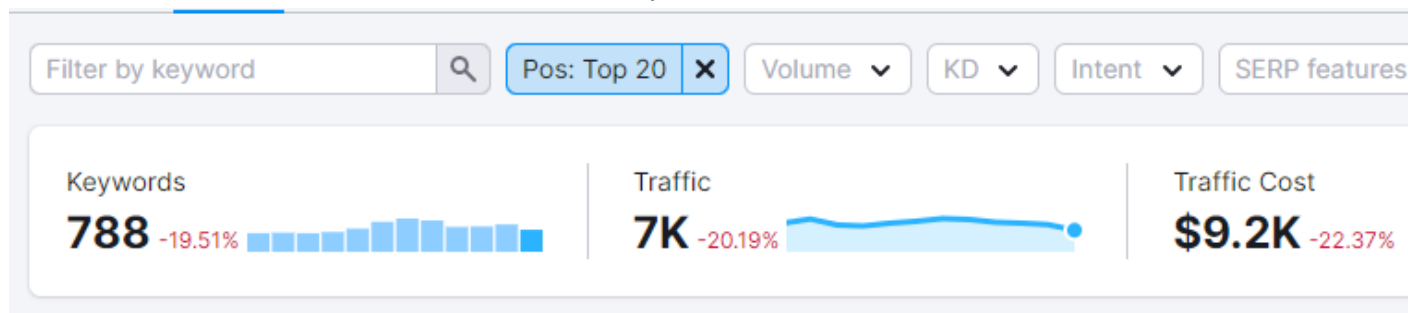 Filter by keyword Pos: Top 20 Volume KD Intent SERP features
Keywords Traffic Traffic Cost
788 -19.51% 7K -20.19% $9.2K -22.37%